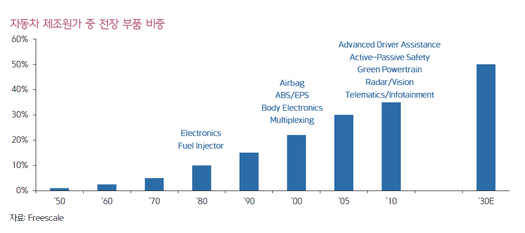 자동차 제조원가 중 전장 부품 비중
60%
50%
40%
30%
20%
10%
0%
Electronics
Fuel Injector
Airbag
ABS/EPS
Body Electronics
Multiplexing
Advanced Driver Assistance
Active-Passive Safety
Green Powertrain
Radar/Vision
Telematics/Infotainment
'50 '60 '70 '80 '90 '00 '05 '10 '30E
자료: Freescale